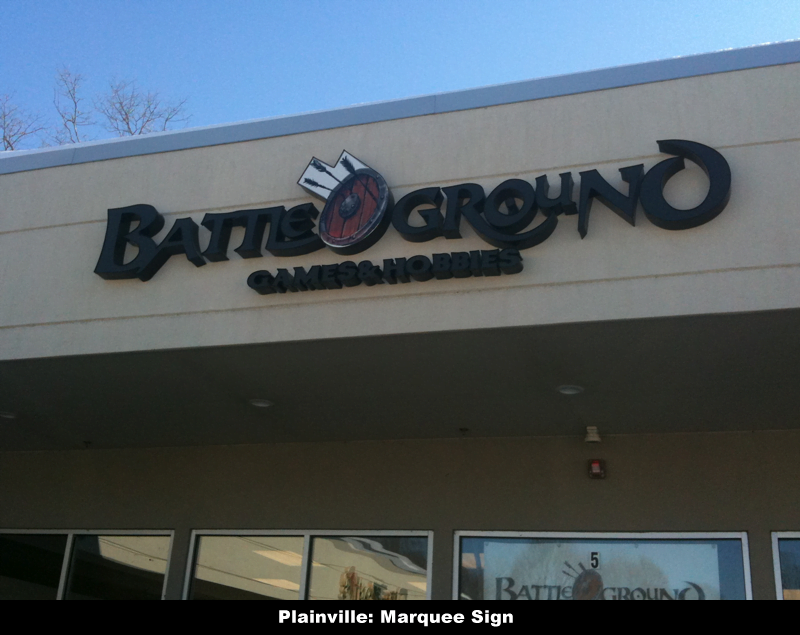 BATTLEGROUND
GAMES & HOBBIES
5
BATTLEGROUND
Plainville: Marquee Sign